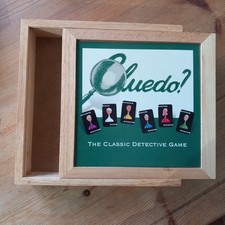 Cluedo?
THE CLASSIC DETECTIVE GAME